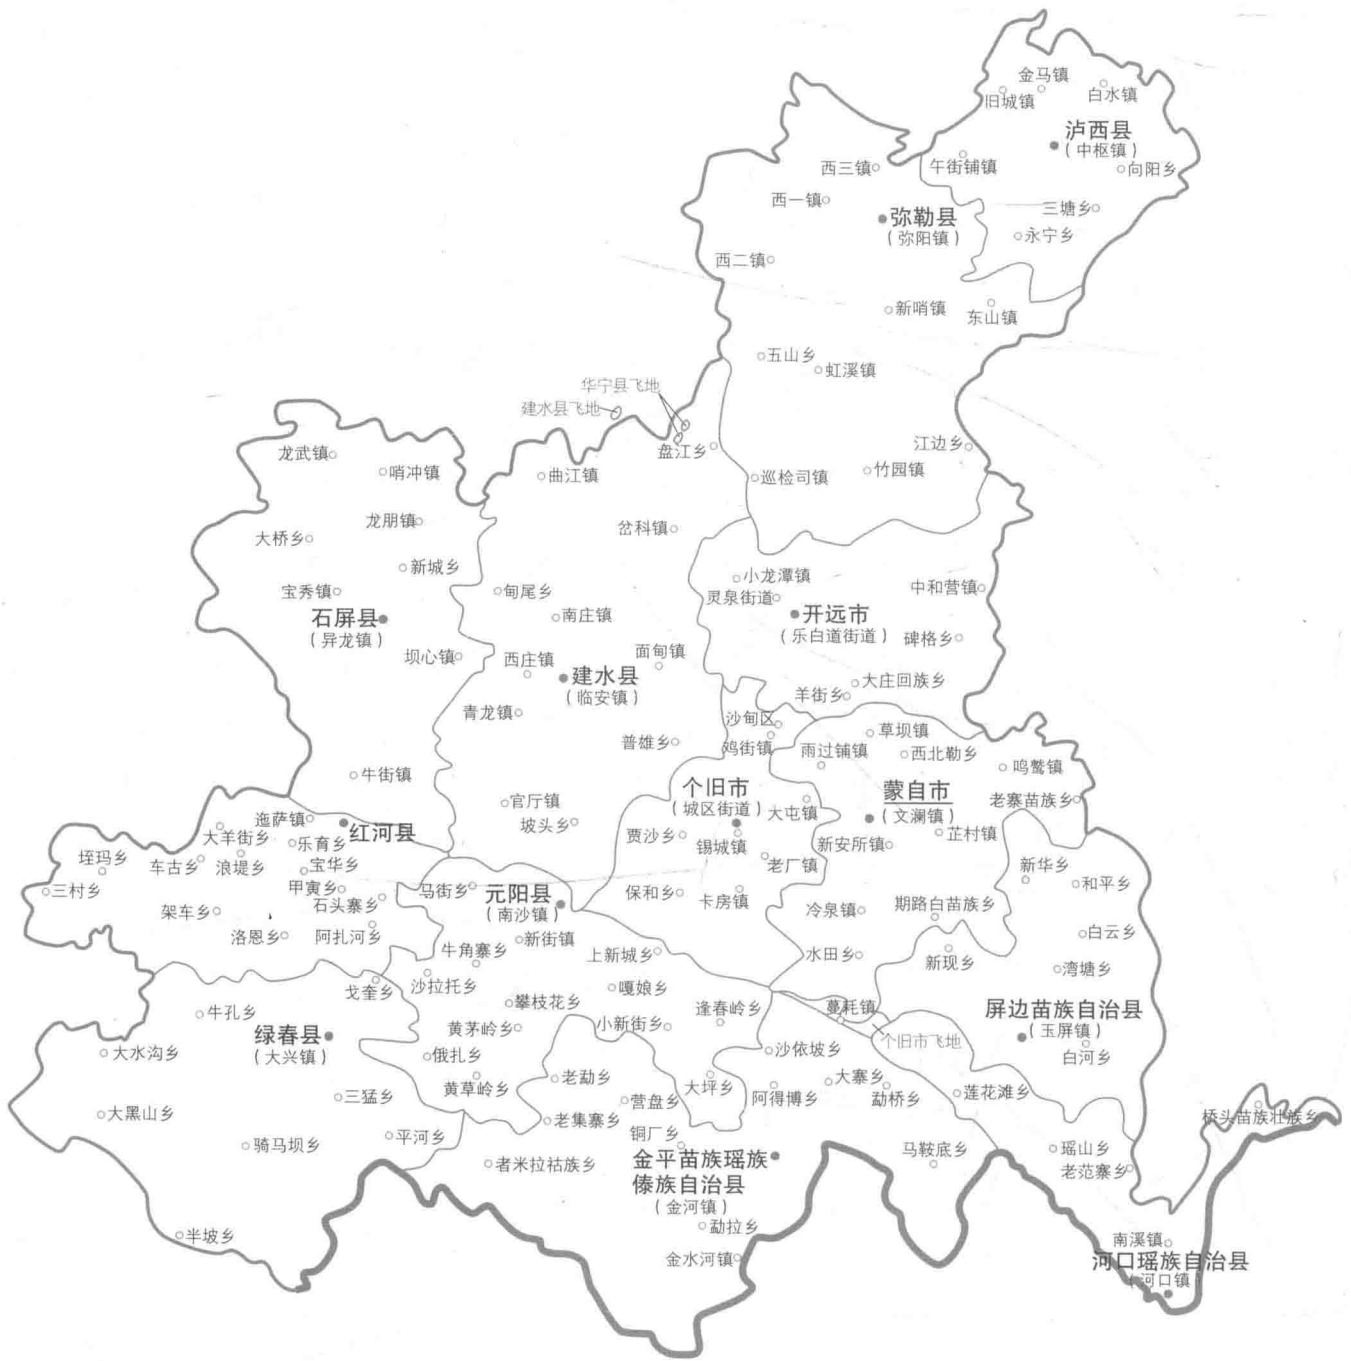 金马镇
旧城镇
白水镇
泸西县
(中枢镇)
午街铺镇
向阳乡
三塘乡
永宁乡
西三镇
西一镇
弥勒县
(弥阳镇)
西二镇
新哨镇
东山镇
五山乡
虹溪镇
江边乡
巡检司镇
竹园镇
华宁县飞地
建水县飞地
盘江乡
龙武镇
哨冲镇
曲江镇
龙朋镇
大桥乡
新城乡
宝秀镇
石屏县
(异龙镇)
坝心镇
牛街镇
岔科镇
甸尾乡
南庄镇
西庄镇
面甸镇
建水县
(临安镇)
青龙镇
普雄乡
官厅镇
坡头乡
小龙潭镇
灵泉街道
中和营镇
开远市
(乐白道街道)
碑格乡
大庄回族乡
羊街乡
沙甸区
鸡街镇
个旧市
(城区街道)
大屯镇
贾沙乡
锡城镇
老厂镇
保和乡
卡房镇
草坝镇
雨过铺镇
西北勒乡
鸣鹫镇
蒙自市
(文澜镇)
老寨苗族乡
新安所镇
芷村镇
冷泉镇
期路白苗族乡
水田乡
新华乡
和平乡
白云乡
新现乡
湾塘乡
屏边苗族自治县
(玉屏镇)
白河乡
迤萨镇
红河县
大羊街乡
乐育乡
垤玛乡
车古乡
浪堤乡
宝华乡
三村乡
甲寅乡
石头寨乡
架车乡
洛恩乡
阿扎河乡
马街乡
元阳县
(南沙镇)
新街镇
牛角寨乡
上新城乡
沙拉托乡
嘎娘乡
攀枝花乡
小新街乡
逢春岭乡
黄茅岭乡
俄扎乡
黄草岭乡
大坪乡
戈奎乡
牛孔乡
绿春县
(大兴镇)
大水沟乡
三猛乡
大黑山乡
平河乡
骑马坝乡
半坡乡
蔓耗镇
个旧市飞地
沙依坡乡
老勐乡
大寨乡
阿得博乡
勐桥乡
营盘乡
老集寨乡
铜厂乡
者米拉祜族乡
金平苗族瑶族
傣族自治县
(金河镇)
马鞍底乡
勐拉乡
金水河镇
莲花滩乡
桥头苗族壮族乡
瑶山乡
老范寨乡
南溪镇
河口瑶族自治县
(河口镇)